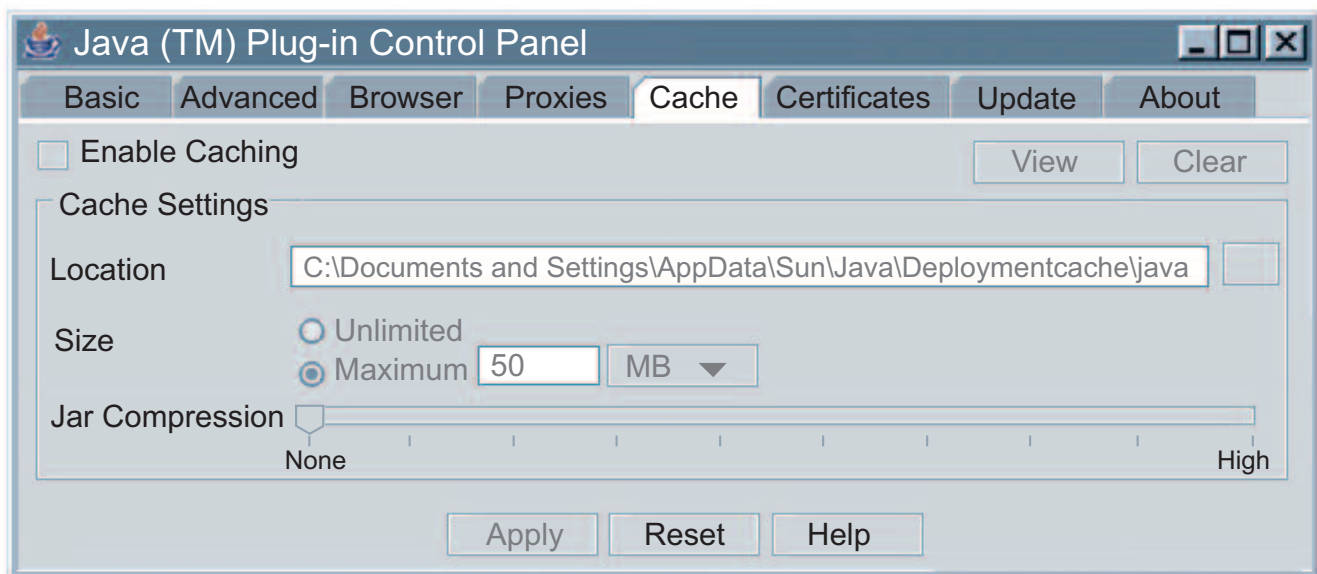 Java (TM) Plug-in Control Panel
Basic Advanced Browser Proxies Cache Certificates Update About
Enable Caching View Clear
Cache Settings
Location C:\Documents and Settings\AppData\Sun\Java\Deploymentcache\java
Size Unlimited
Maximum 50 MB
Jar Compression
None High
Apply Reset Help